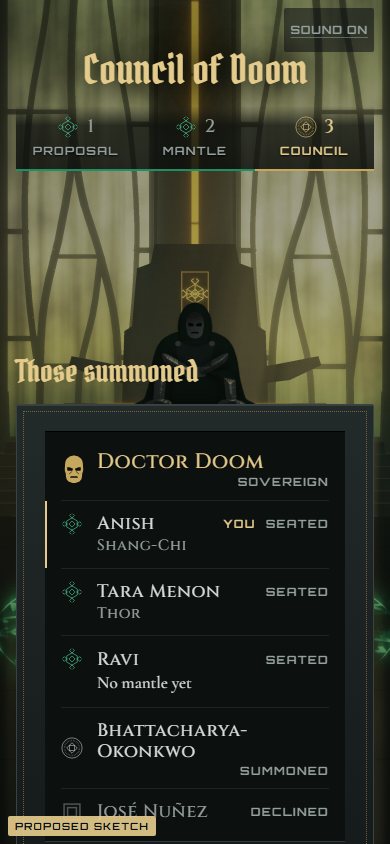 SOUND ON
Council of Doom
1
2
3
PROPOSAL
MANTLE
COUNCIL
Those summoned
Doctor Doom
SOVEREIGN
Anish
YOU SEATED
Shang-Chi
Tara Menon
SEATED
Thor
Ravi
SEATED
No mantle yet
Bhattacharya-
Okonkwo
SUMMONED
José Nuñez
DECLINED
PROPOSED SKETCH